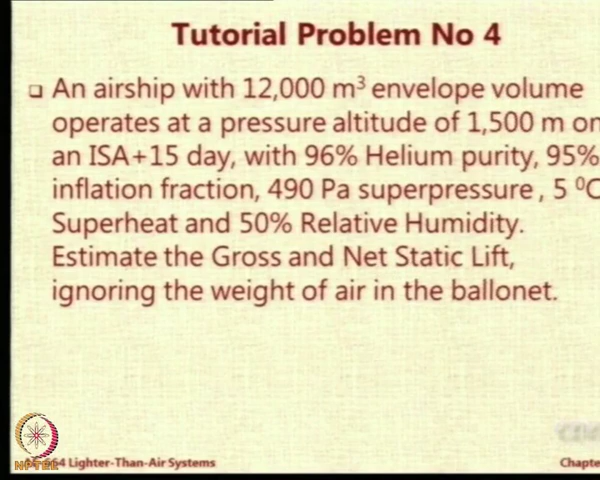 Tutorial Problem No 4
❑ An airship with 12,000 m³ envelope volume
operates at a pressure altitude of 1,500 m on
an ISA+15 day, with 96% Helium purity, 95%
inflation fraction, 490 Pa superpressure , 5 ⁰C
Superheat and 50% Relative Humidity.
Estimate the Gross and Net Static Lift,
ignoring the weight of air in the ballonet.
NPTEL
64 Lighter-Than-Air Systems
Chapte